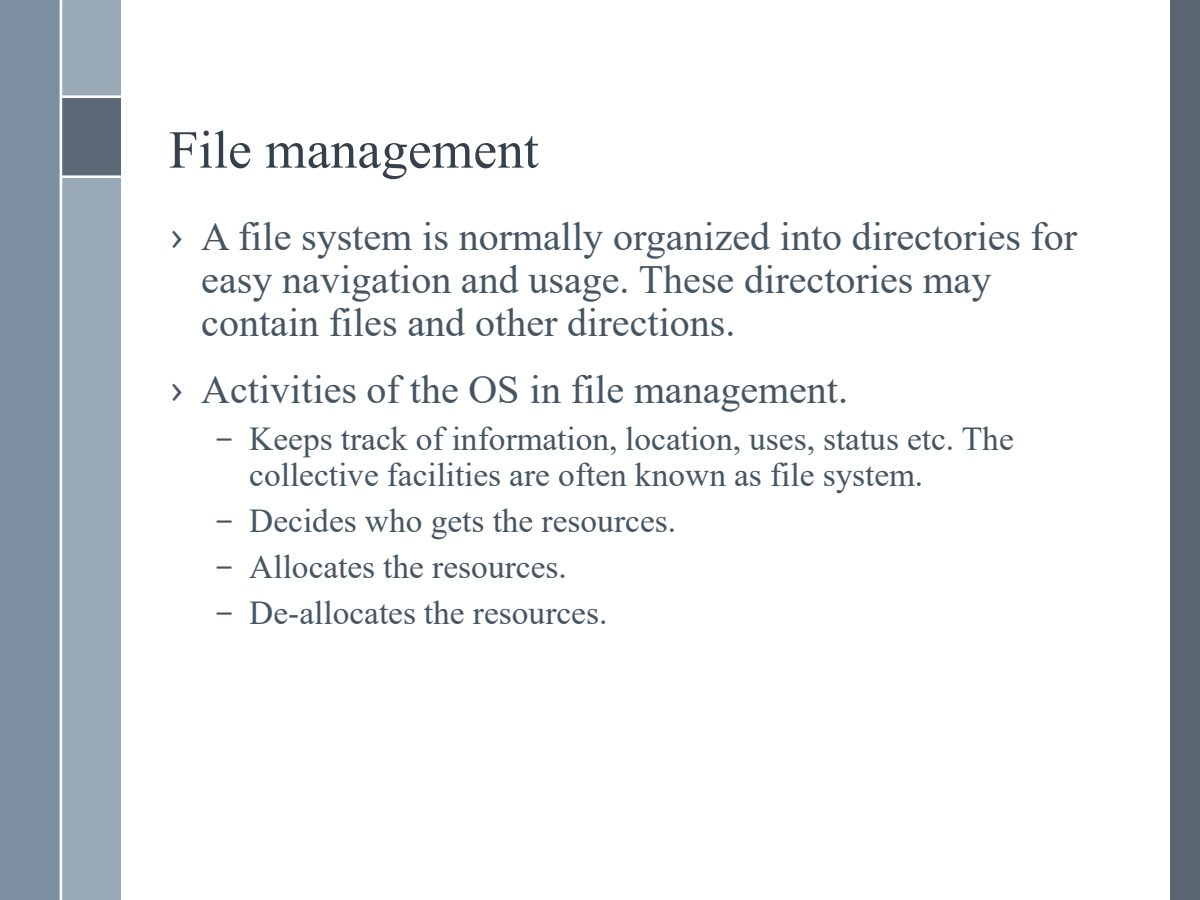 File management
› A file system is normally organized into directories for
easy navigation and usage. These directories may
contain files and other directions.
› Activities of the OS in file management.
– Keeps track of information, location, uses, status etc. The
collective facilities are often known as file system.
– Decides who gets the resources.
– Allocates the resources.
– De-allocates the resources.